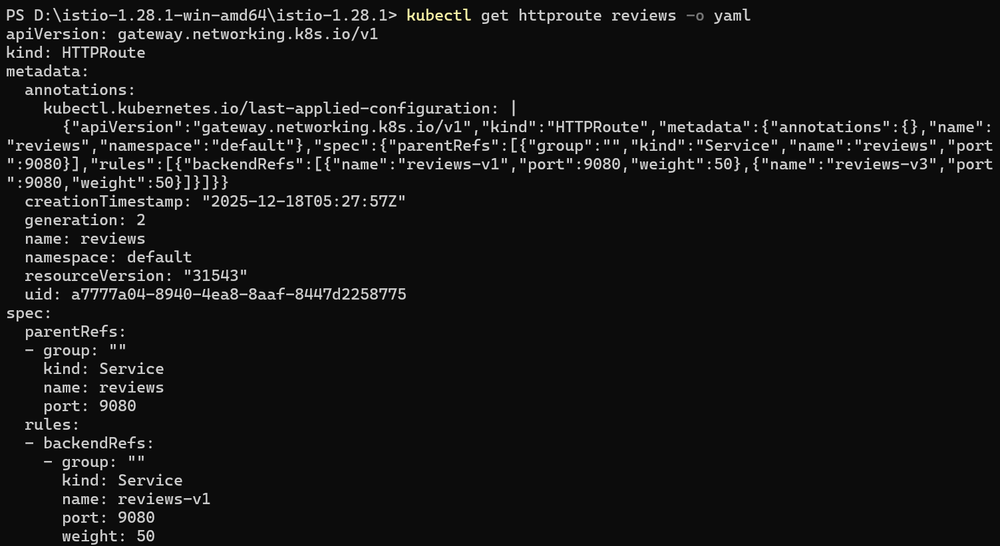 PS D:\istio-1.28.1-win-amd64\istio-1.28.1> kubectl get httproute reviews -o yaml
apiVersion: gateway.networking.k8s.io/v1
kind: HTTPRoute
metadata:
  annotations:
    kubectl.kubernetes.io/last-applied-configuration: |
      {"apiVersion":"gateway.networking.k8s.io/v1","kind":"HTTPRoute","metadata":{"annotations":{},"name":
"reviews","namespace":"default"},"spec":{"parentRefs":[{"group":"","kind":"Service","name":"reviews","port
":9080}],"rules":[{"backendRefs":[{"name":"reviews-v1","port":9080,"weight":50},{"name":"reviews-v3","port
":9080,"weight":50}]}]}}
  creationTimestamp: "2025-12-18T05:27:57Z"
  generation: 2
  name: reviews
  namespace: default
  resourceVersion: "31543"
  uid: a7777a04-8940-4ea8-8aaf-8447d2258775
spec:
  parentRefs:
  - group: ""
    kind: Service
    name: reviews
    port: 9080
  rules:
  - backendRefs:
    - group: ""
      kind: Service
      name: reviews-v1
      port: 9080
      weight: 50